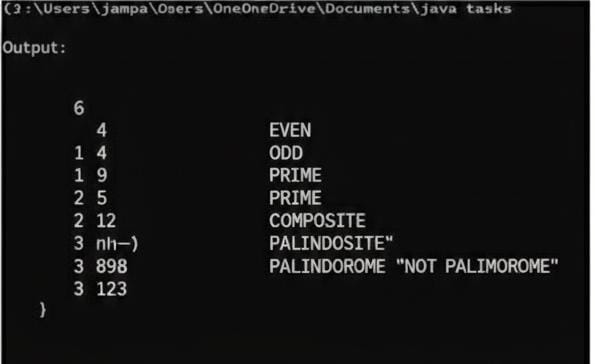 (3:\Users\jampa\Osers\OneOneDrive\Documents\java tasks
Output:
6
4 EVEN
1 4 ODD
1 9 PRIME
2 5 PRIME
2 12 COMPOSITE
3 nh—) PALINDOSITE"
3 898 PALINDOROME "NOT PALIMOROME"
3 123
}